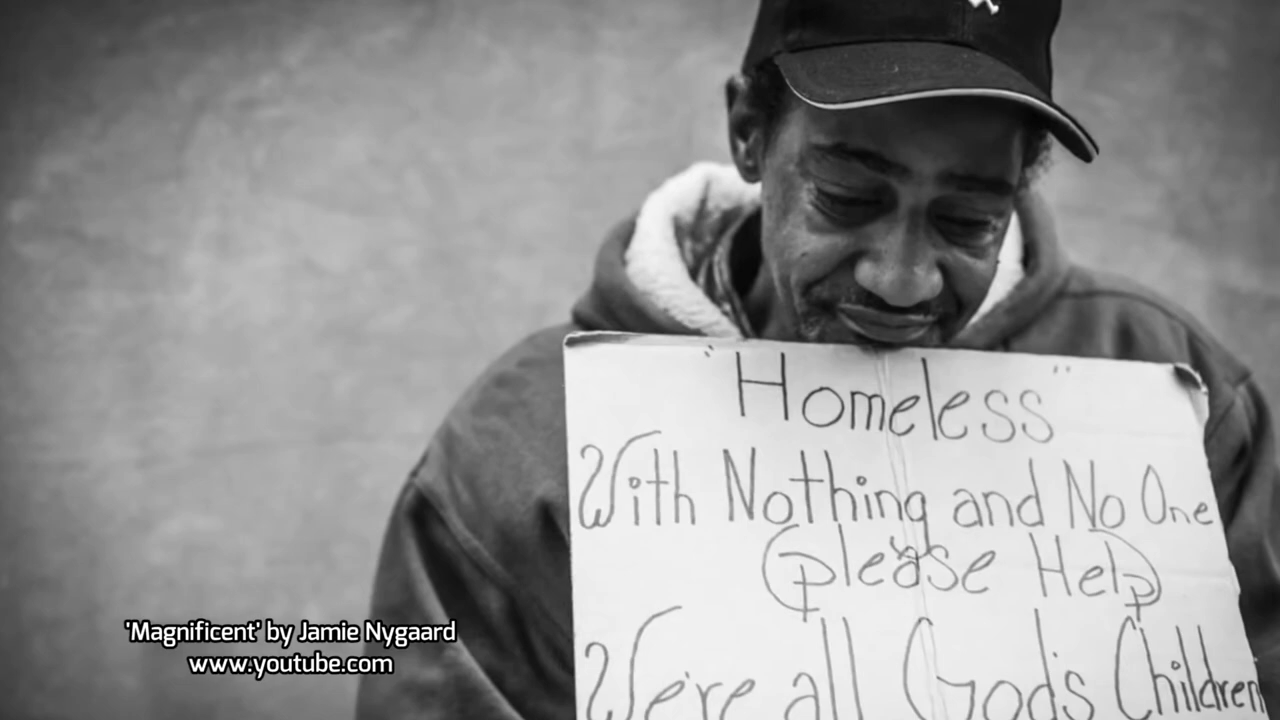 "Homeless"
With Nothing and No One
please Help
We're all God's Children
'Magnificent' by Jamie Nygaard
www.youtube.com